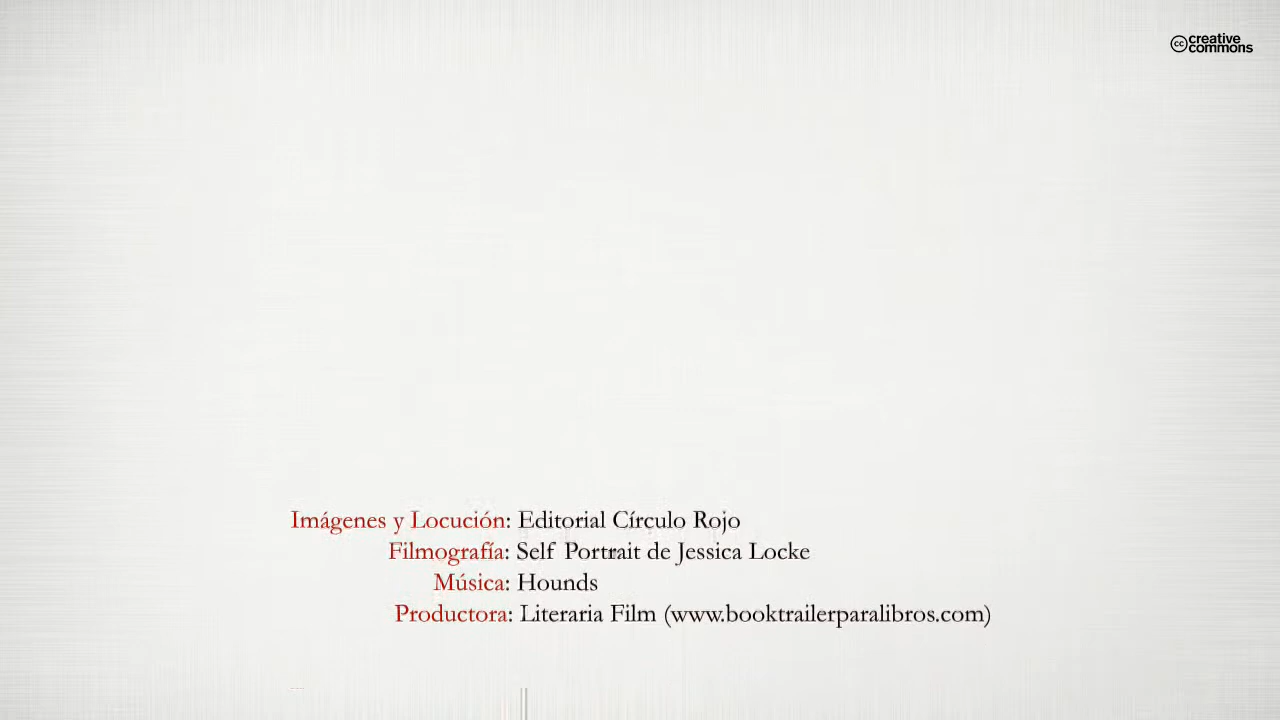 cc creative
commons
Imágenes y Locución: Editorial Círculo Rojo
Filmografía: Self Portrait de Jessica Locke
Música: Hounds
Productora: Literaria Film (www.booktrailerparalibros.com)